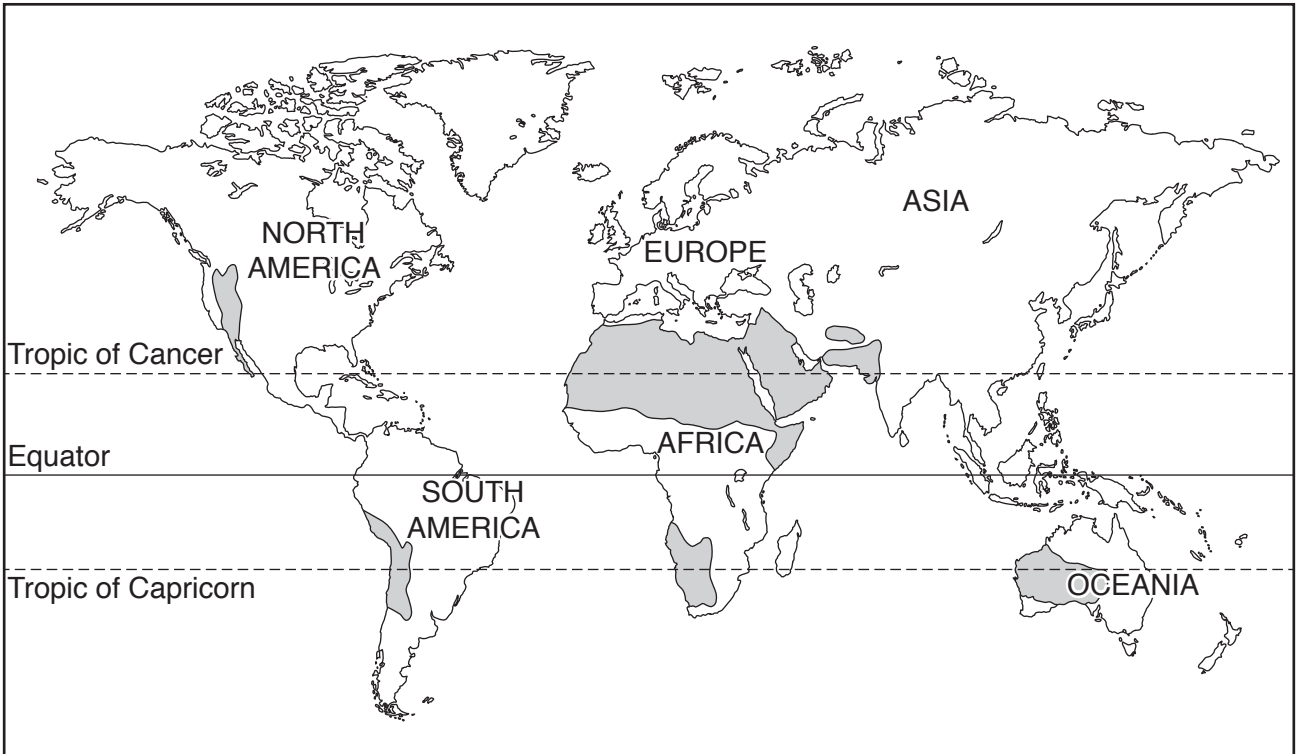 NORTH
AMERICA
EUROPE
ASIA
Tropic of Cancer
AFRICA
Equator
SOUTH
AMERICA
Tropic of Capricorn
OCEANIA